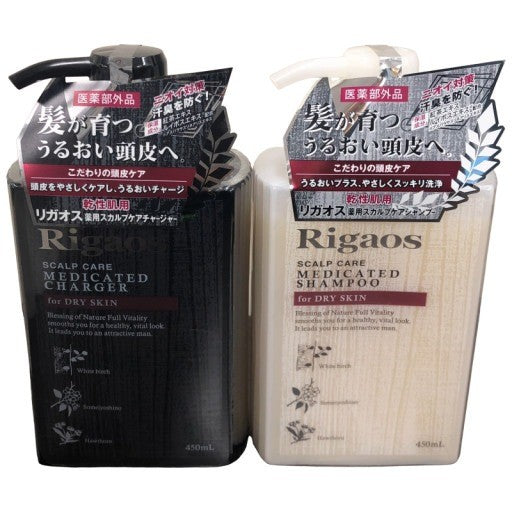 医薬部外品
ニオイ対策
汗臭を防ぐ!
髪が育つ
うるおい頭皮へ。
こだわりの頭皮ケア
頭皮をやさしくケアし、うるおいチャージ
乾性肌用
リガオス 薬用スカルプケアチャージャー
Rigaos
SCALP CARE
MEDICATED
CHARGER
for DRY SKIN
Blessing of Nature Full Vitality
smooths you for a healthy, vital look.
It leads you to an attractive man.
White birch
Someiyoshino
Hawthorn
450mL
医薬部外品
ニオイ対策
汗臭を防ぐ!
髪が育つ
うるおい頭皮へ。
こだわりの頭皮ケア
うるおいプラス、やさしくスッキリ洗浄
乾性肌用
リガオス 薬用スカルプケアシャンプー
Rigaos
SCALP CARE
MEDICATED
SHAMPOO
for DRY SKIN
Blessing of Nature Full Vitality
smooths you for a healthy, vital look.
It leads you to an attractive man.
White birch
Someiyoshino
Hawthorn
450mL